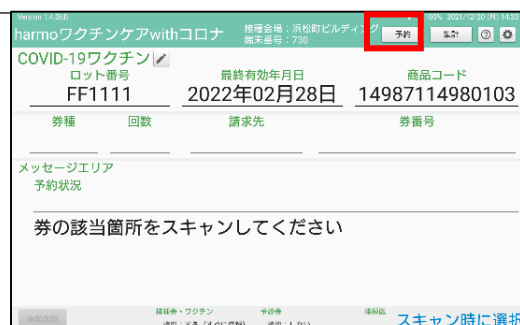 Version 1.4.0(d) 100% 2021/12/20(月) 14:33
harmoワクチンケアwithコロナ 接種会場：浜松町ビルディング 予約 集計 ?
端末番号：730
COVID-19ワクチン
ロット番号 最終有効年月日 商品コード
FF1111 2022年02月28日 14987114980103
券種 回数 請求先 券番号
メッセージエリア
予約状況
券の該当箇所をスキャンしてください
接種券・ワクチン 予診券
スキャン時に選択